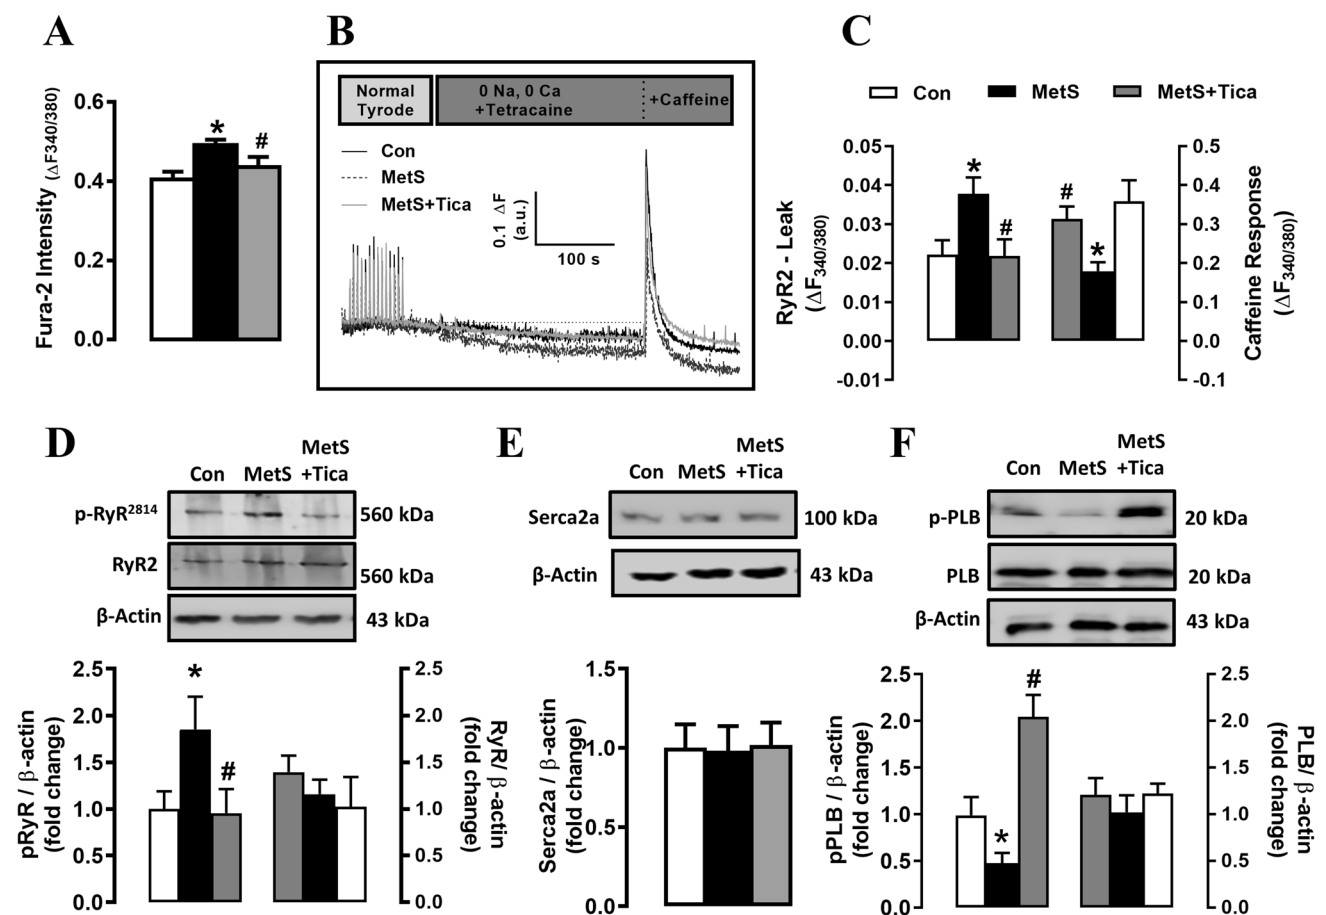 A
Fura-2 Intensity (ΔF340/380)
0.6
0.4
0.2
0.0
*
#
B
Normal
Tyrode
0 Na, 0 Ca
+Tetracaine
+Caffeine
Con
MetS
MetS+Tica
0.1 ΔF
(a.u.)
100 s
C
Con
MetS
MetS+Tica
RyR2 - Leak
(ΔF340/380)
0.05
0.04
0.03
0.02
0.01
0.00
-0.01
*
#
#
*
0.5
0.4
0.3
0.2
0.1
0.0
-0.1
Caffeine Response
(ΔF340/380)
D
Con
MetS
MetS
+Tica
p-RyR2814
560 kDa
RyR2
560 kDa
β-Actin
43 kDa
pRyR / β-actin
(fold change)
2.5
2.0
1.5
1.0
0.5
0.0
*
#
2.5
2.0
1.5
1.0
0.5
0.0
RyR/ β-actin
(fold change)
E
Con
MetS
MetS
+Tica
Serca2a
100 kDa
β-Actin
43 kDa
Serca2a / β-actin
(fold change)
1.5
1.0
0.5
0.0
F
Con
MetS
MetS
+Tica
p-PLB
20 kDa
PLB
20 kDa
β-Actin
43 kDa
pPLB / β-actin
(fold change)
2.5
2.0
1.5
1.0
0.5
0.0
*
#
2.5
2.0
1.5
1.0
0.5
0.0
PLB/ β-actin
(fold change)